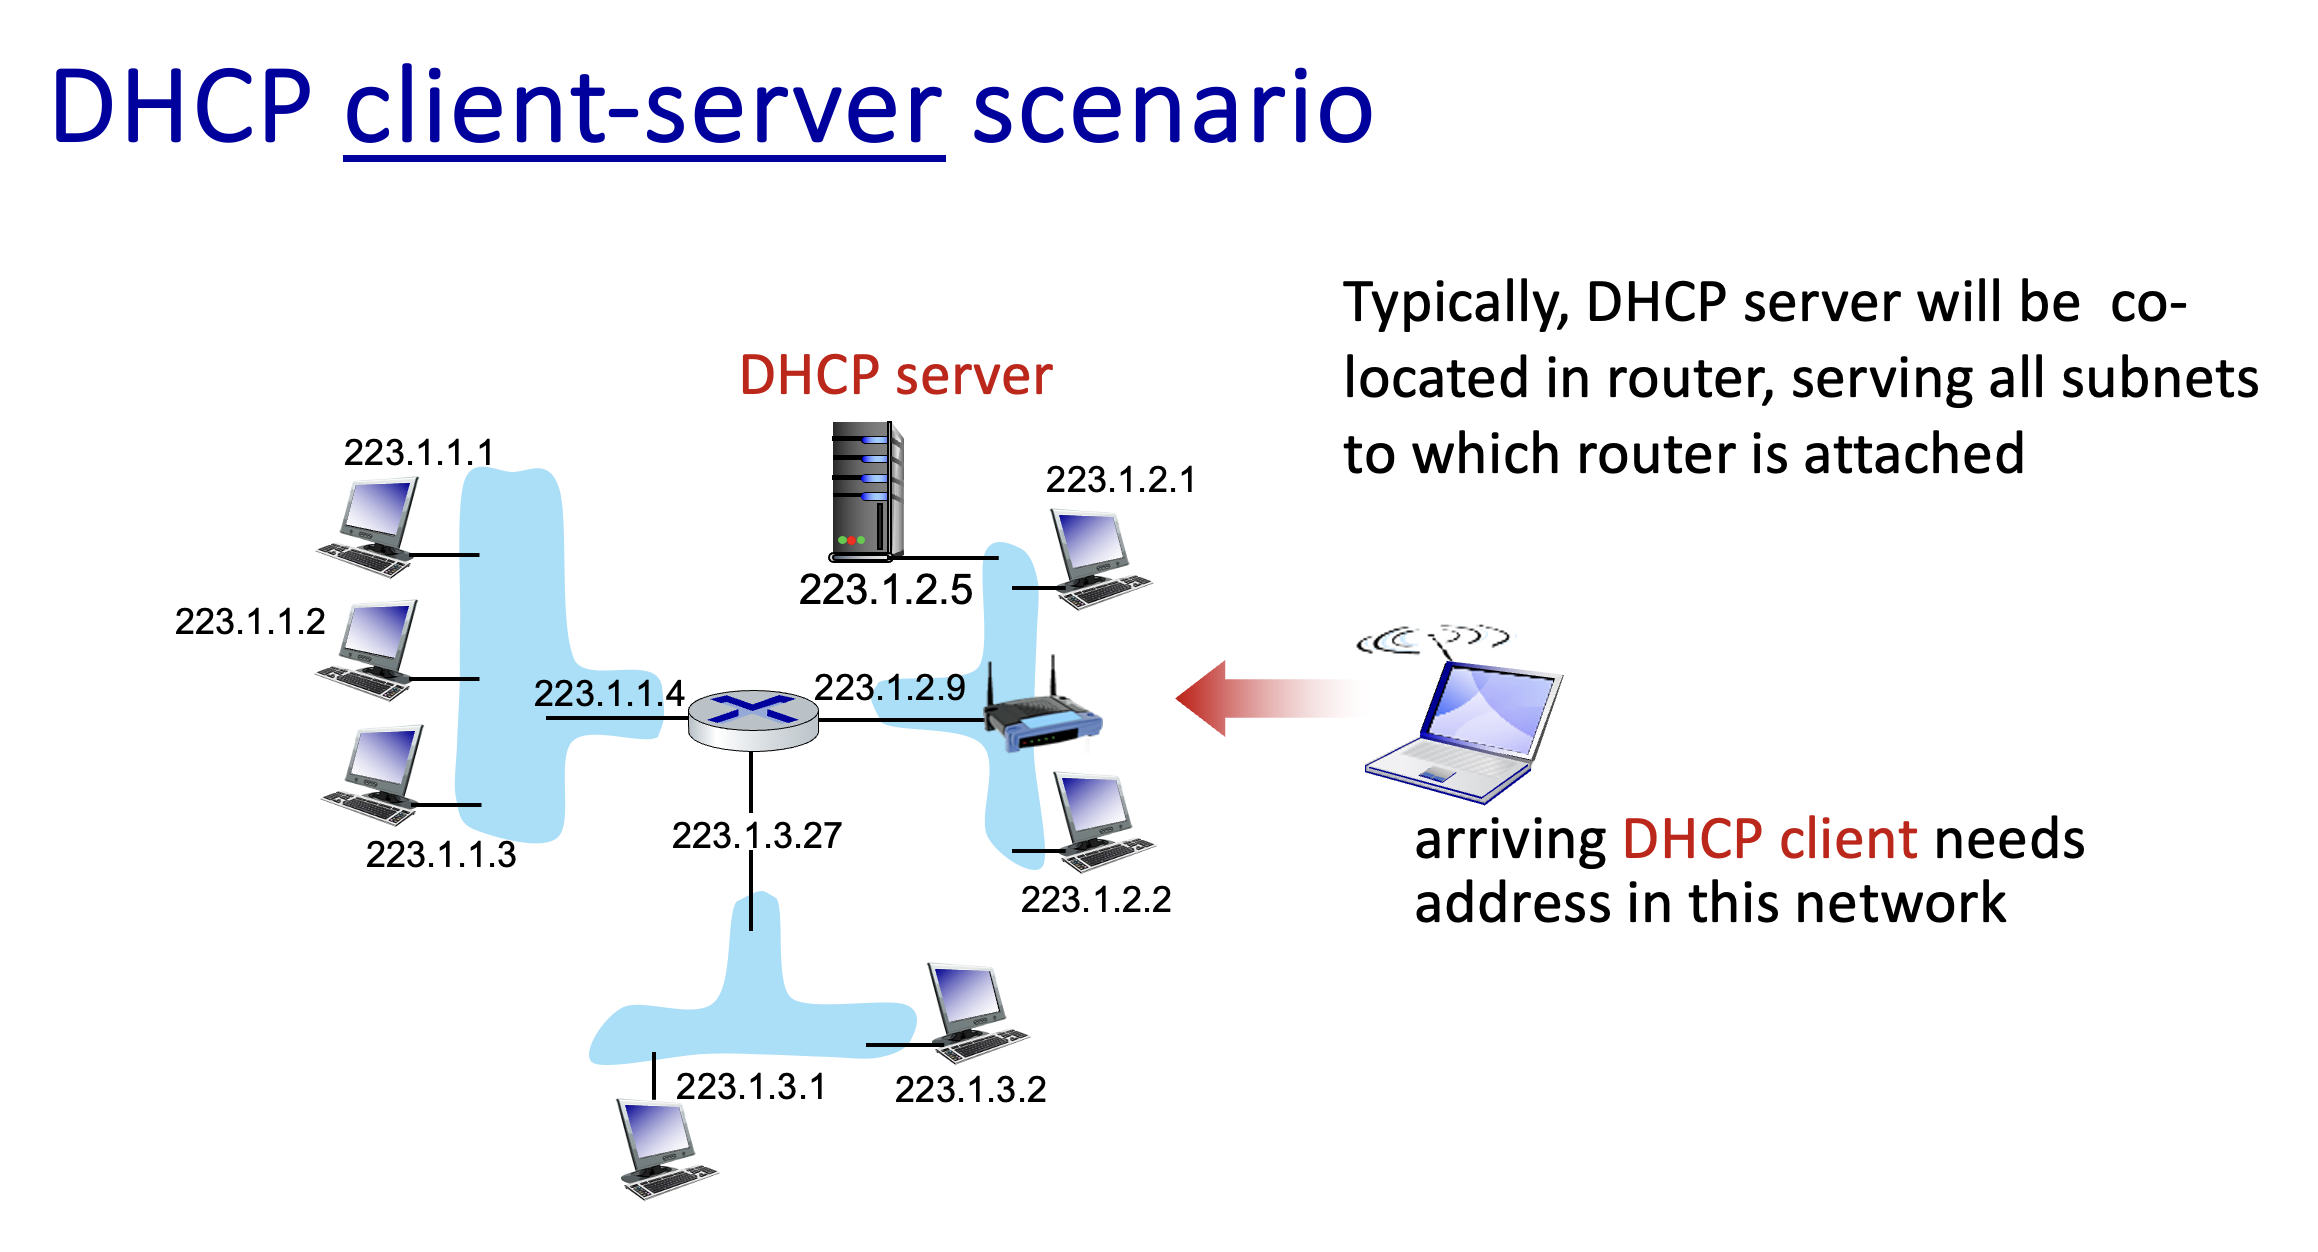 DHCP client-server scenario
Typically, DHCP server will be  co-
located in router, serving all subnets
to which router is attached
DHCP server
223.1.1.1
223.1.2.1
223.1.2.5
223.1.1.2
223.1.1.4
223.1.2.9
223.1.3.27
223.1.1.3
223.1.2.2
arriving DHCP client needs
address in this network
223.1.3.1
223.1.3.2